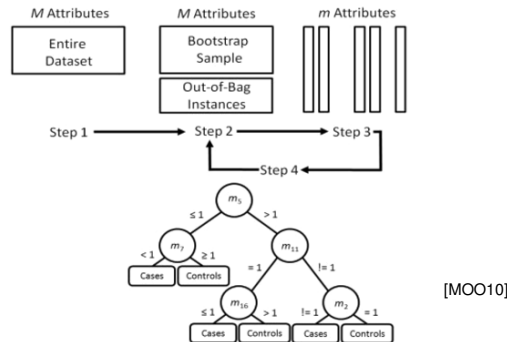 M Attributes M Attributes m Attributes
Entire
Dataset
Bootstrap
Sample
Out-of-Bag
Instances
Step 1 Step 2 Step 3
Step 4
m5
≤ 1 > 1
m7 m11
< 1 ≥ 1
Cases Controls
= 1 != 1
m16 m2
≤ 1 > 1 != 1 = 1
Cases Controls Cases Controls
[MOO10]